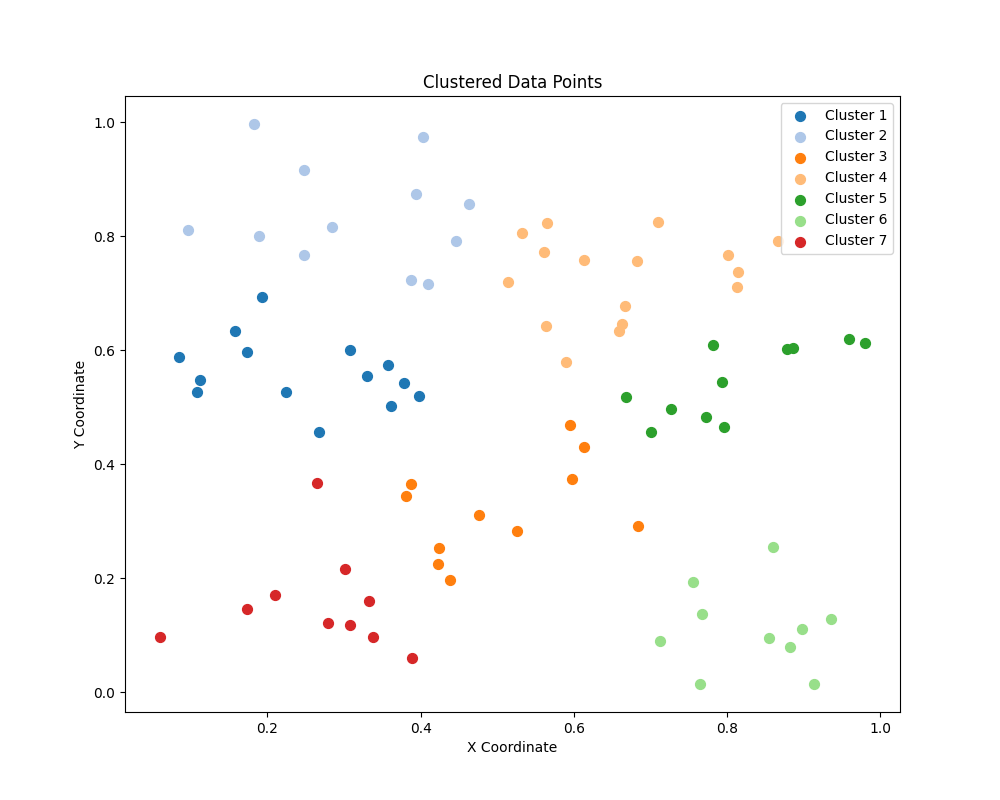 Clustered Data Points
Cluster 1
Cluster 2
Cluster 3
Cluster 4
Cluster 5
Cluster 6
Cluster 7
Y Coordinate
1.0
0.8
0.6
0.4
0.2
0.0
0.2
0.4
0.6
0.8
1.0
X Coordinate